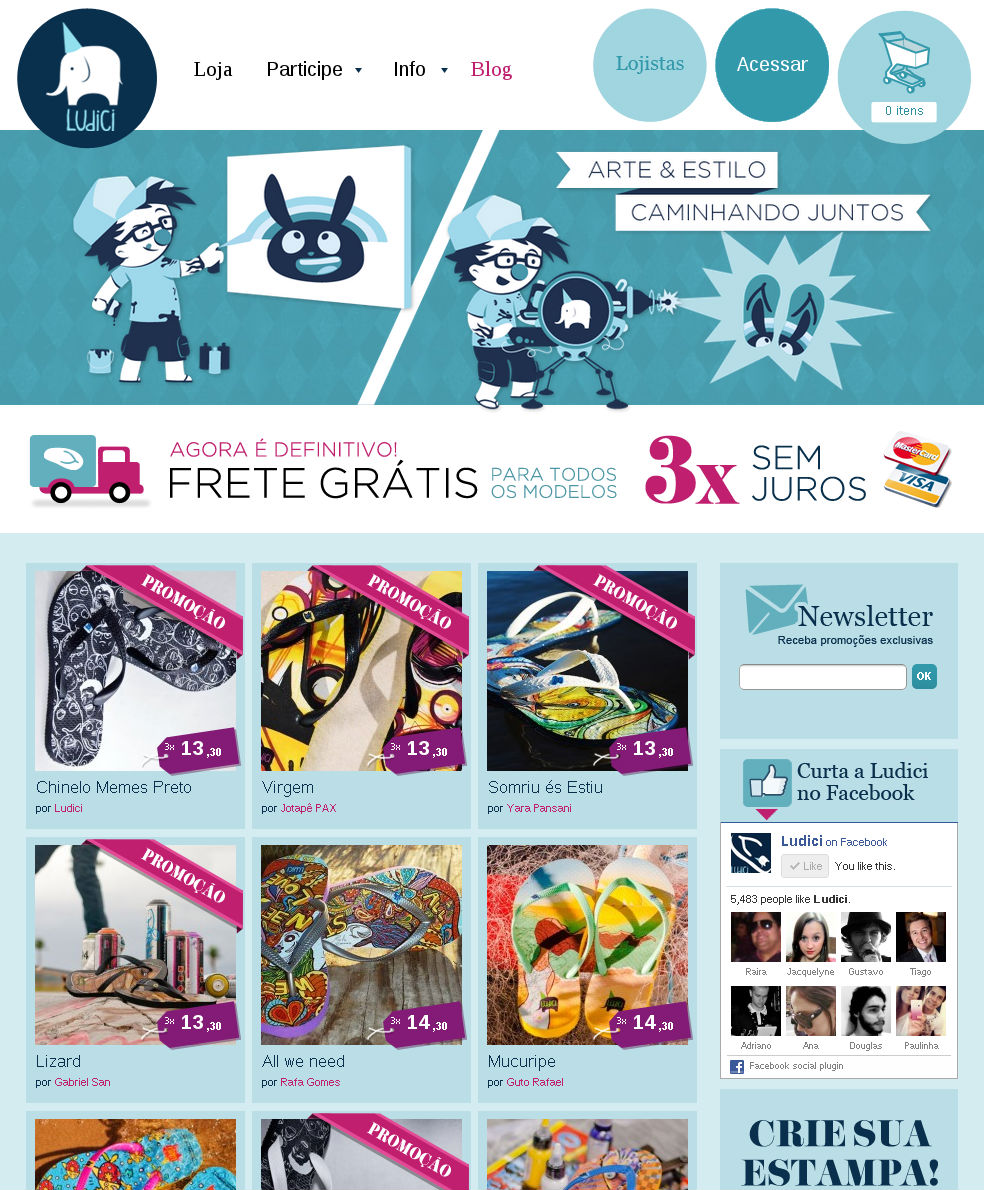 LUdiCi
Loja
Participe
Info
Blog
Lojistas
Acessar
0 itens
ARTE & ESTILO
CAMINHANDO JUNTOS
AGORA É DEFINITIVO!
FRETE GRÁTIS
PARA TODOS
OS MODELOS
3x
SEM
JUROS
MasterCard
VISA
PROMOÇÃO
3x 13,30
Chinelo Memes Preto
por Ludici
PROMOÇÃO
3x 13,30
Virgem
por Jotapê PAX
PROMOÇÃO
3x 13,30
Somriu és Estiu
por Yara Pansani
PROMOÇÃO
3x 13,30
Lizard
por Gabriel San
3x 14,30
All we need
por Rafa Gomes
3x 14,30
Mucuripe
por Guto Rafael
PROMOÇÃO
Newsletter
Receba promoções exclusivas
OK
Curta a Ludici
no Facebook
Ludici on Facebook
Like
You like this.
5,483 people like Ludici.
Raira
Jacquelyne
Gustavo
Tiago
Adriano
Ana
Douglas
Paulinha
Facebook social plugin
CRIE SUA
ESTAMPA!